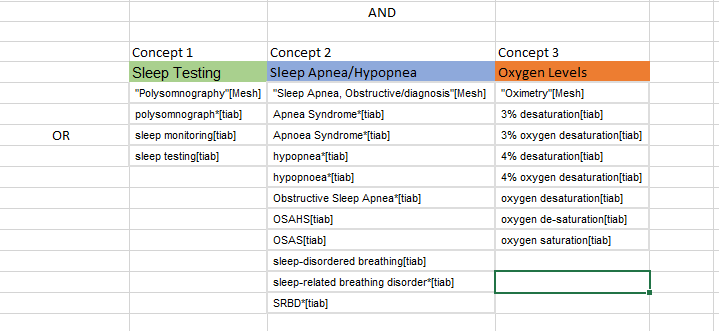 AND
Concept 1 Concept 2 Concept 3
Sleep Testing Sleep Apnea/Hypopnea Oxygen Levels
"Polysomnography"[Mesh] "Sleep Apnea, Obstructive/diagnosis"[Mesh] "Oximetry"[Mesh]
polysomnograph*[tiab] Apnea Syndrome*[tiab] 3% desaturation[tiab]
OR sleep monitoring[tiab] Apnoea Syndrome*[tiab] 3% oxygen desaturation[tiab]
sleep testing[tiab] hypopnea*[tiab] 4% desaturation[tiab]
hypopnoea*[tiab] 4% oxygen desaturation[tiab]
Obstructive Sleep Apnea*[tiab] oxygen desaturation[tiab]
OSAHS[tiab] oxygen de-saturation[tiab]
OSAS[tiab] oxygen saturation[tiab]
sleep-disordered breathing[tiab]
sleep-related breathing disorder*[tiab]
SRBD*[tiab]